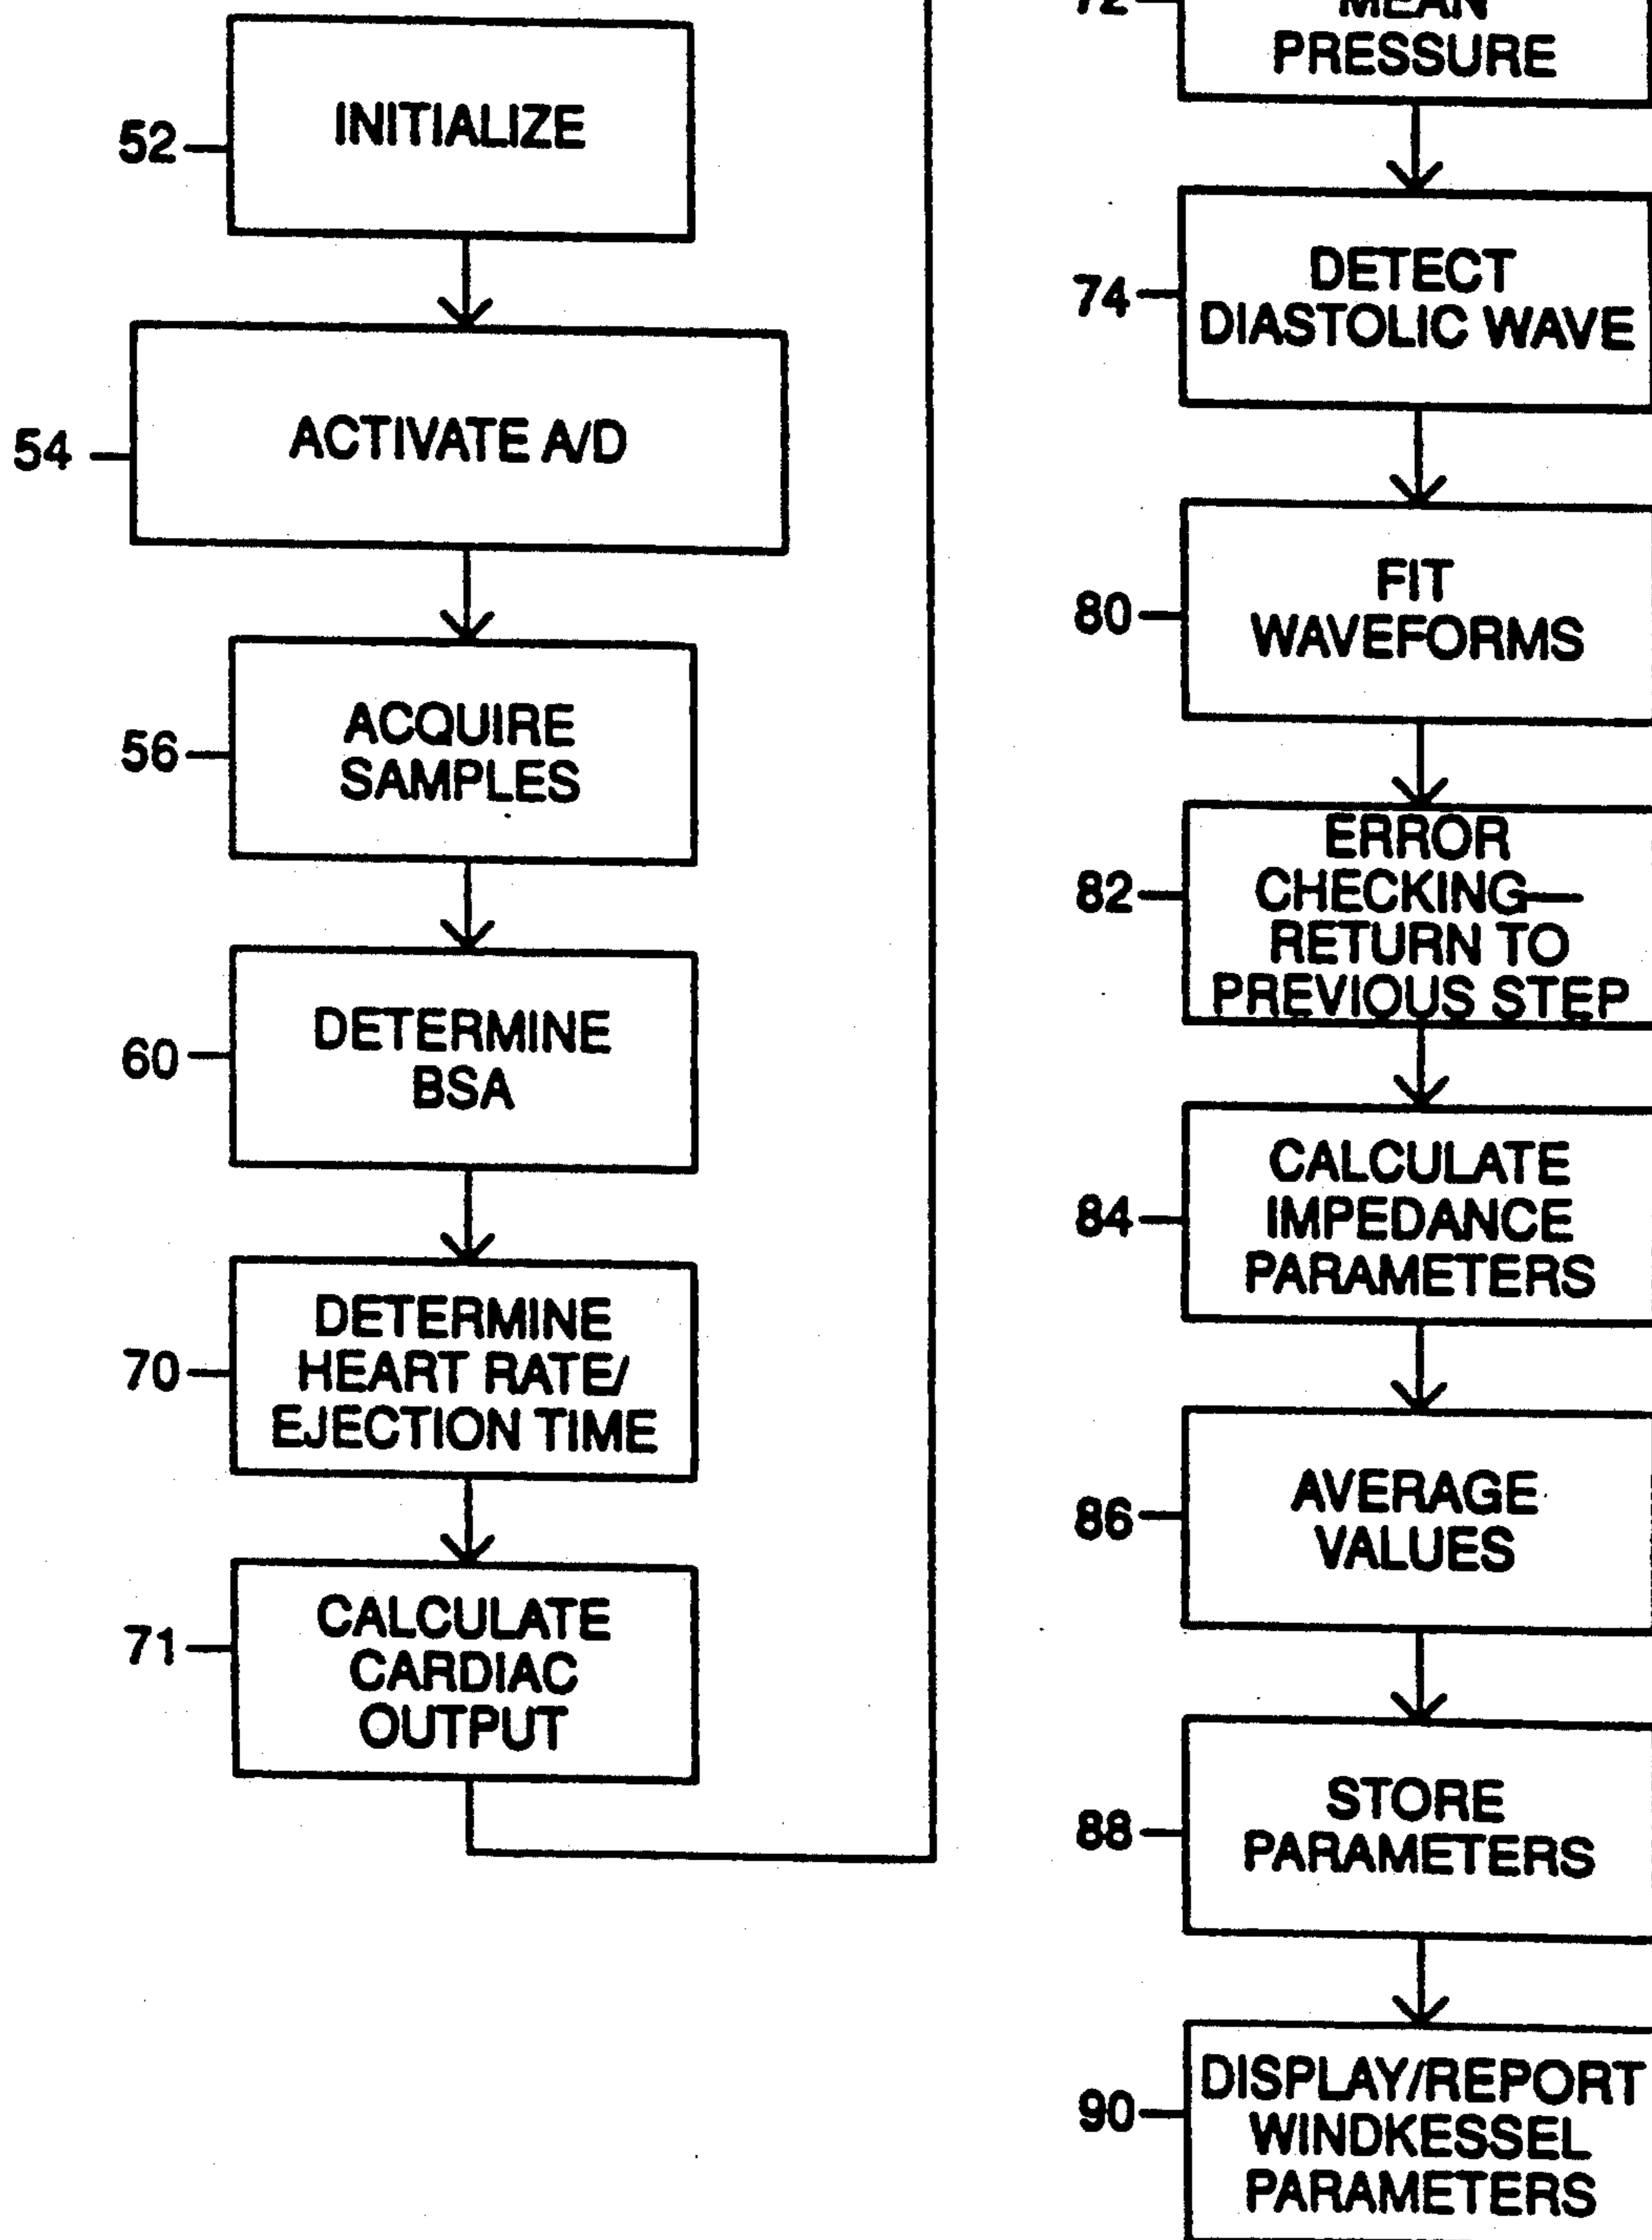 52
INITIALIZE
54
ACTIVATE A/D
56
ACQUIRE
SAMPLES
60
DETERMINE
BSA
70
DETERMINE
HEART RATE/
EJECTION TIME
71
CALCULATE
CARDIAC
OUTPUT
72
MEAN
PRESSURE
74
DETECT
DIASTOLIC WAVE
80
FIT
WAVEFORMS
82
ERROR
CHECKING—
RETURN TO
PREVIOUS STEP
84
CALCULATE
IMPEDANCE
PARAMETERS
86
AVERAGE
VALUES
88
STORE
PARAMETERS
90
DISPLAY/REPORT
WINDKESSEL
PARAMETERS